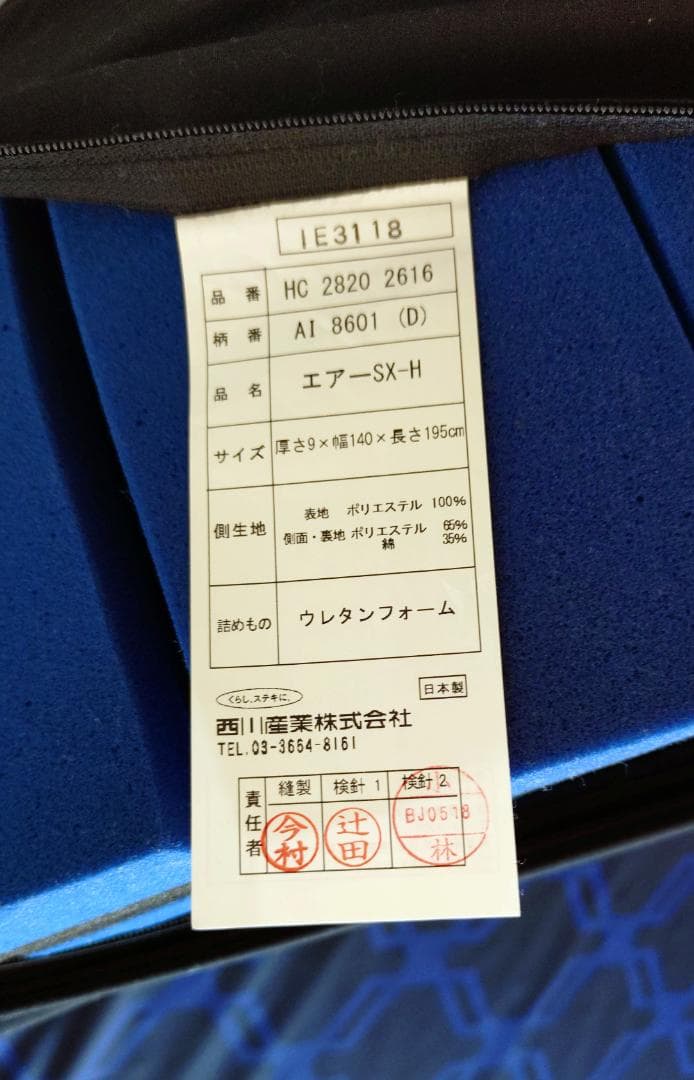 IE3118
品番 HC 2820 2616
柄番 AI 8601 (D)
品名 エアーSX-H
サイズ 厚さ9×幅140×長さ195cm
側生地 表地 ポリエステル 100%
側面・裏地 ポリエステル 65%
綿 35%
詰めもの ウレタンフォーム
くらし、ステキに。
日本製
西川産業株式会社
TEL.03-3664-8161
責任者 縫製 検針1 検針2
今村 辻田 小林
BJ0518